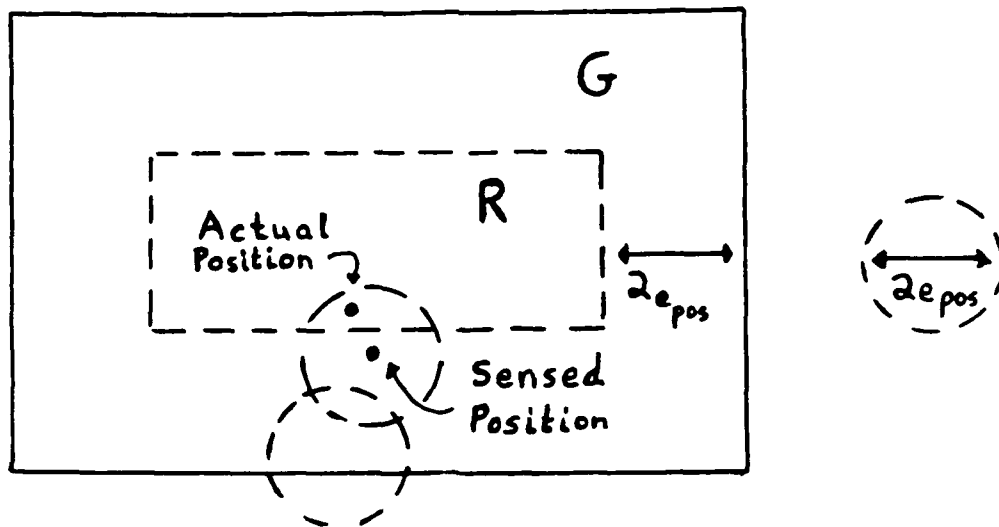 G
R
Actual
Position
2e_pos
2e_pos
Sensed
Position